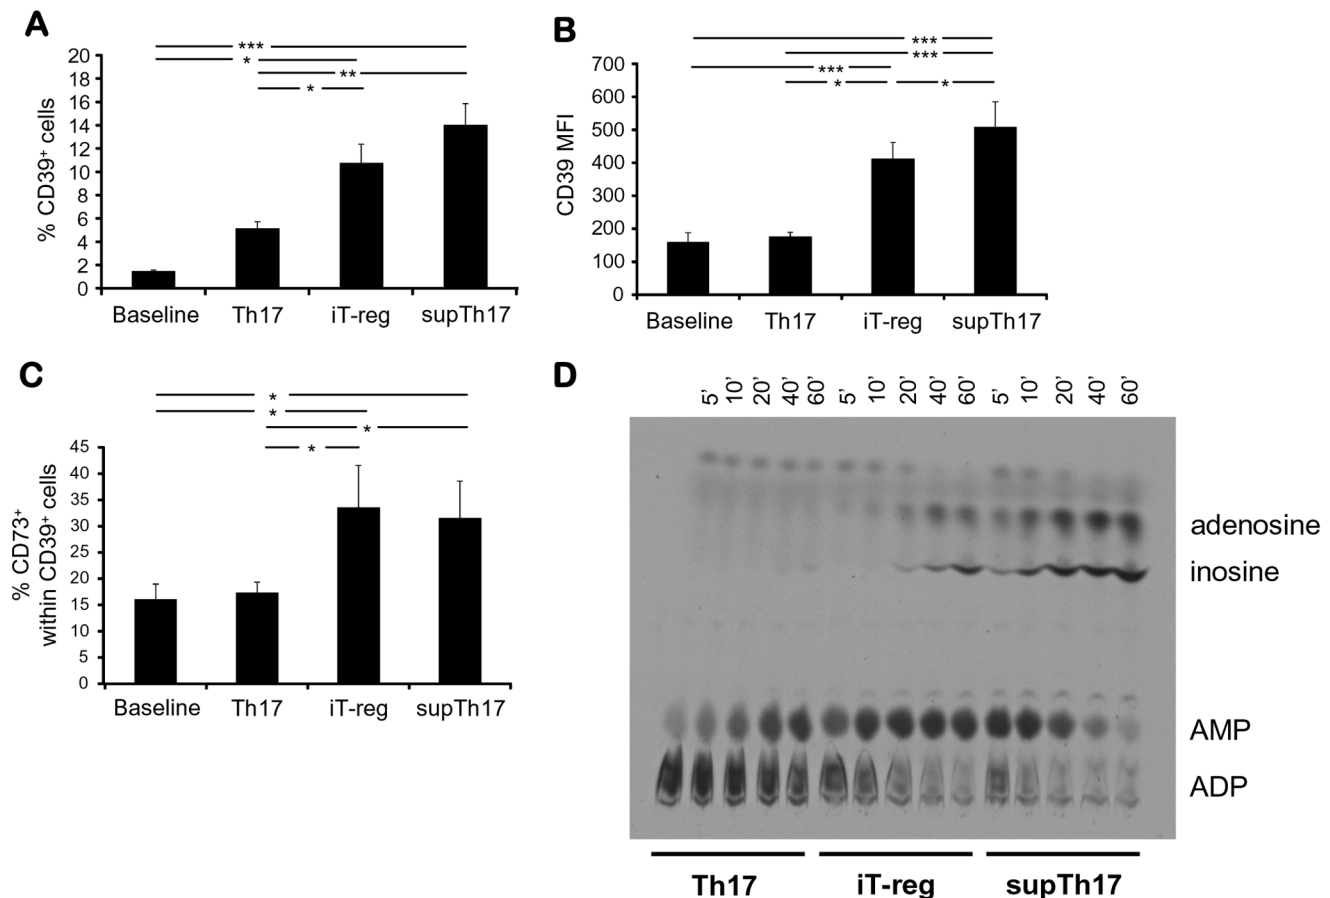 A
***
*
**
*
% CD39⁺ cells
20
18
16
14
12
10
8
6
4
2
0
Baseline Th17 iT-reg supTh17
B
***
***
***
* *
CD39 MFI
700
600
500
400
300
200
100
0
Baseline Th17 iT-reg supTh17
C
*
*
*
*
% CD73⁺
within CD39⁺ cells
45
40
35
30
25
20
15
10
5
0
Baseline Th17 iT-reg supTh17
D
5’ 10’ 20’ 40’ 60’ 5’ 10’ 20’ 40’ 60’ 5’ 10’ 20’ 40’ 60’
adenosine
inosine
AMP
ADP
Th17 iT-reg supTh17